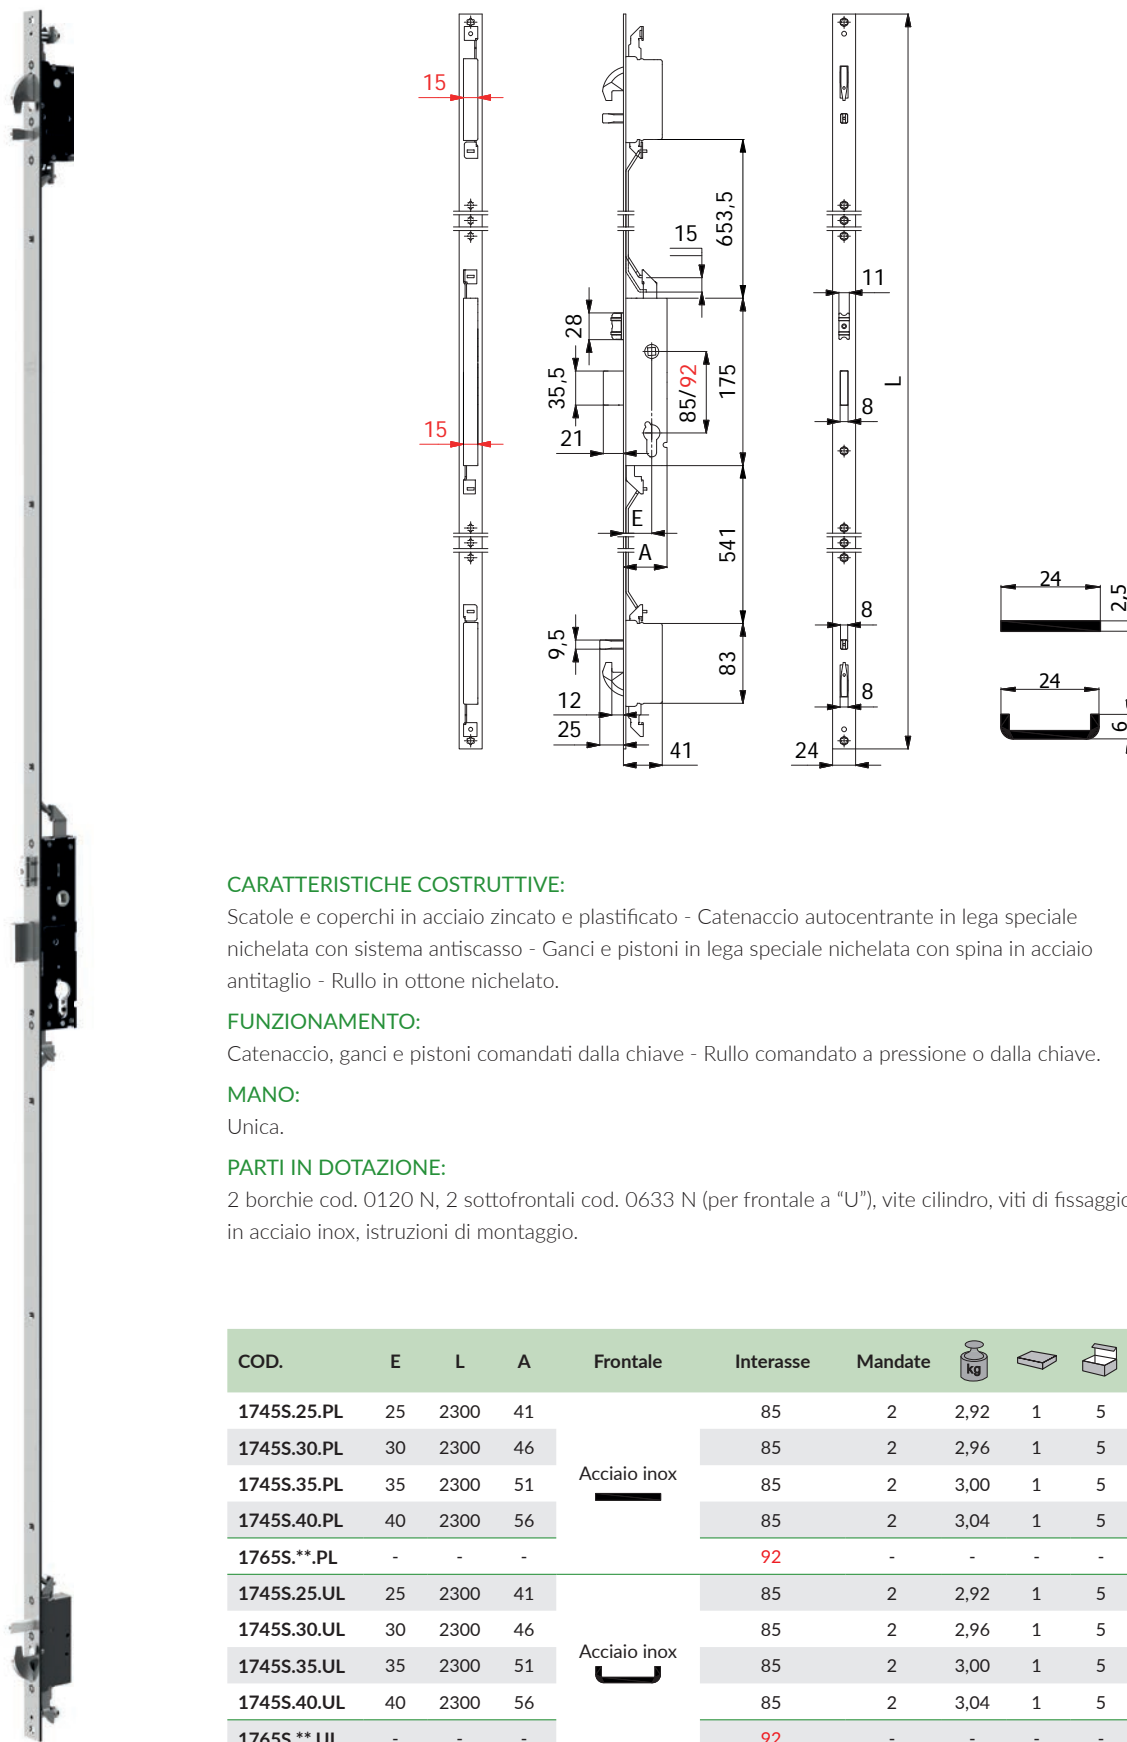 15
15
653,5
15
28
35,5
85/92
175
21
E
A
541
9,5
12
25
83
41
11
8
L
8
8
24
24
2,5
24
6
CARATTERISTICHE COSTRUTTIVE:
Scatole e coperchi in acciaio zincato e plastificato - Catenaccio autocentrante in lega speciale
nichelata con sistema antiscasso - Ganci e pistoni in lega speciale nichelata con spina in acciaio
antitaglio - Rullo in ottone nichelato.
FUNZIONAMENTO:
Catenaccio, ganci e pistoni comandati dalla chiave - Rullo comandato a pressione o dalla chiave.
MANO:
Unica.
PARTI IN DOTAZIONE:
2 borchie cod. 0120 N, 2 sottofrontali cod. 0633 N (per frontale a “U”), vite cilindro, viti di fissaggio
in acciaio inox, istruzioni di montaggio.
COD. E L A Frontale Interasse Mandate kg
1745S.25.PL 25 2300 41 85 2 2,92 1 5
1745S.30.PL 30 2300 46 85 2 2,96 1 5
Acciaio inox
1745S.35.PL 35 2300 51 85 2 3,00 1 5
1745S.40.PL 40 2300 56 85 2 3,04 1 5
1765S.**.PL - - - 92 - - - -
1745S.25.UL 25 2300 41 85 2 2,92 1 5
1745S.30.UL 30 2300 46 85 2 2,96 1 5
Acciaio inox
1745S.35.UL 35 2300 51 85 2 3,00 1 5
1745S.40.UL 40 2300 56 85 2 3,04 1 5
1765S.**.UL - - - 92 - - - -